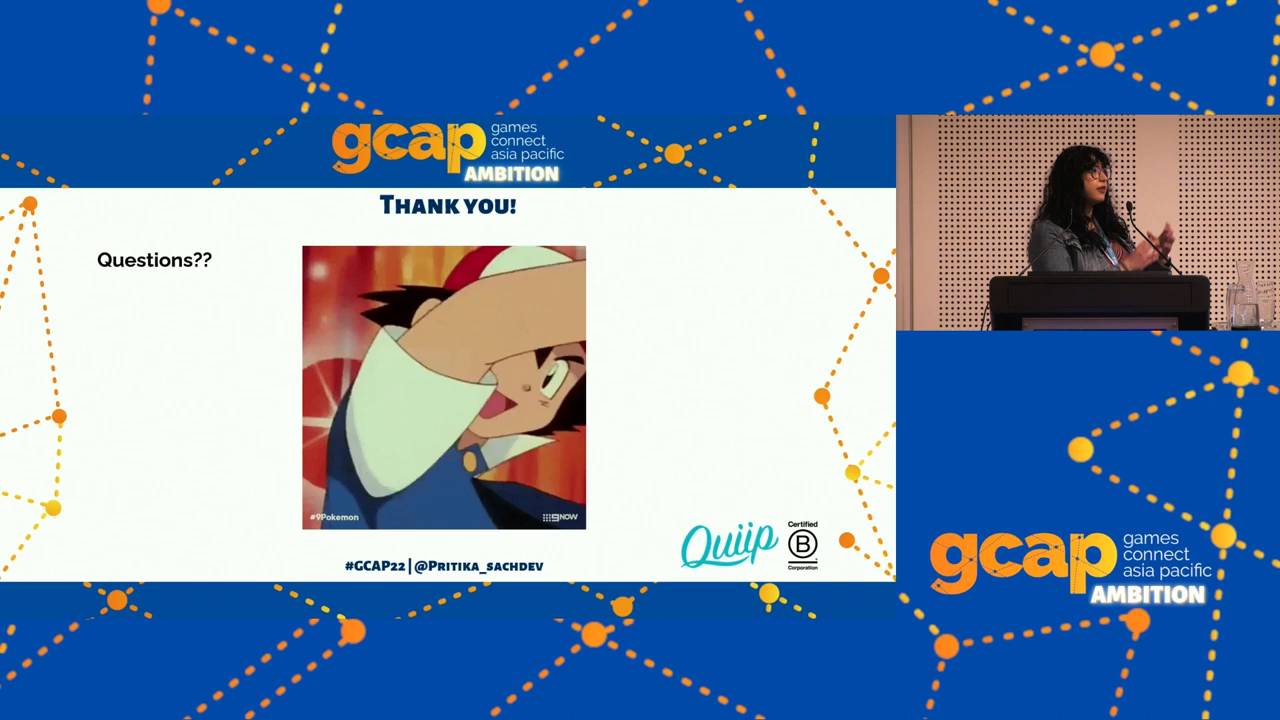 gcap games
connect
asia pacific
AMBITION
THANK YOU!
Questions??
#9Pokemon
9NOW
Quiip
Certified
B
Corporation
#GCAP22 | @PRITIKA_SACHDEV
gcap games
connect
asia pacific
AMBITION